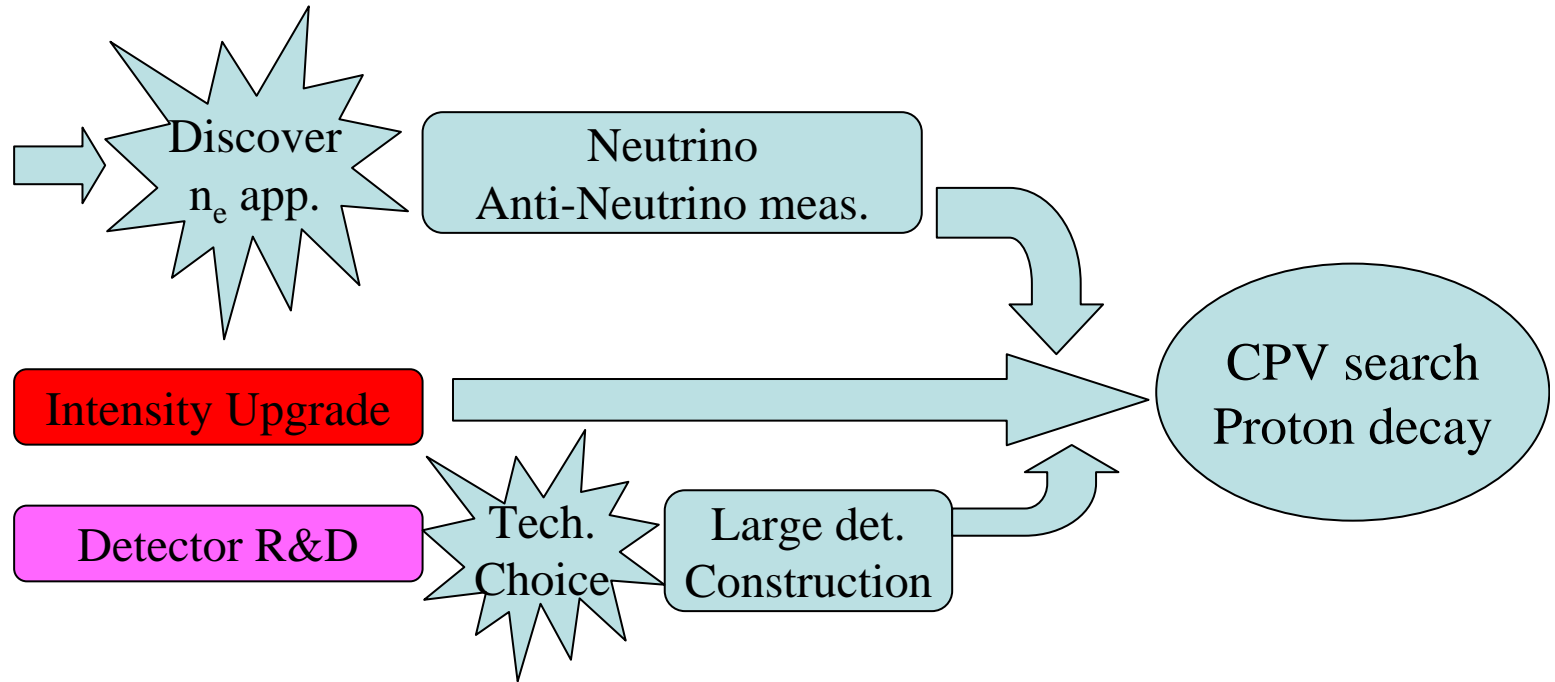 Discover
nₑ app.
Neutrino
Anti-Neutrino meas.
Intensity Upgrade
CPV search
Proton decay
Detector R&D
Tech.
Choice
Large det.
Construction